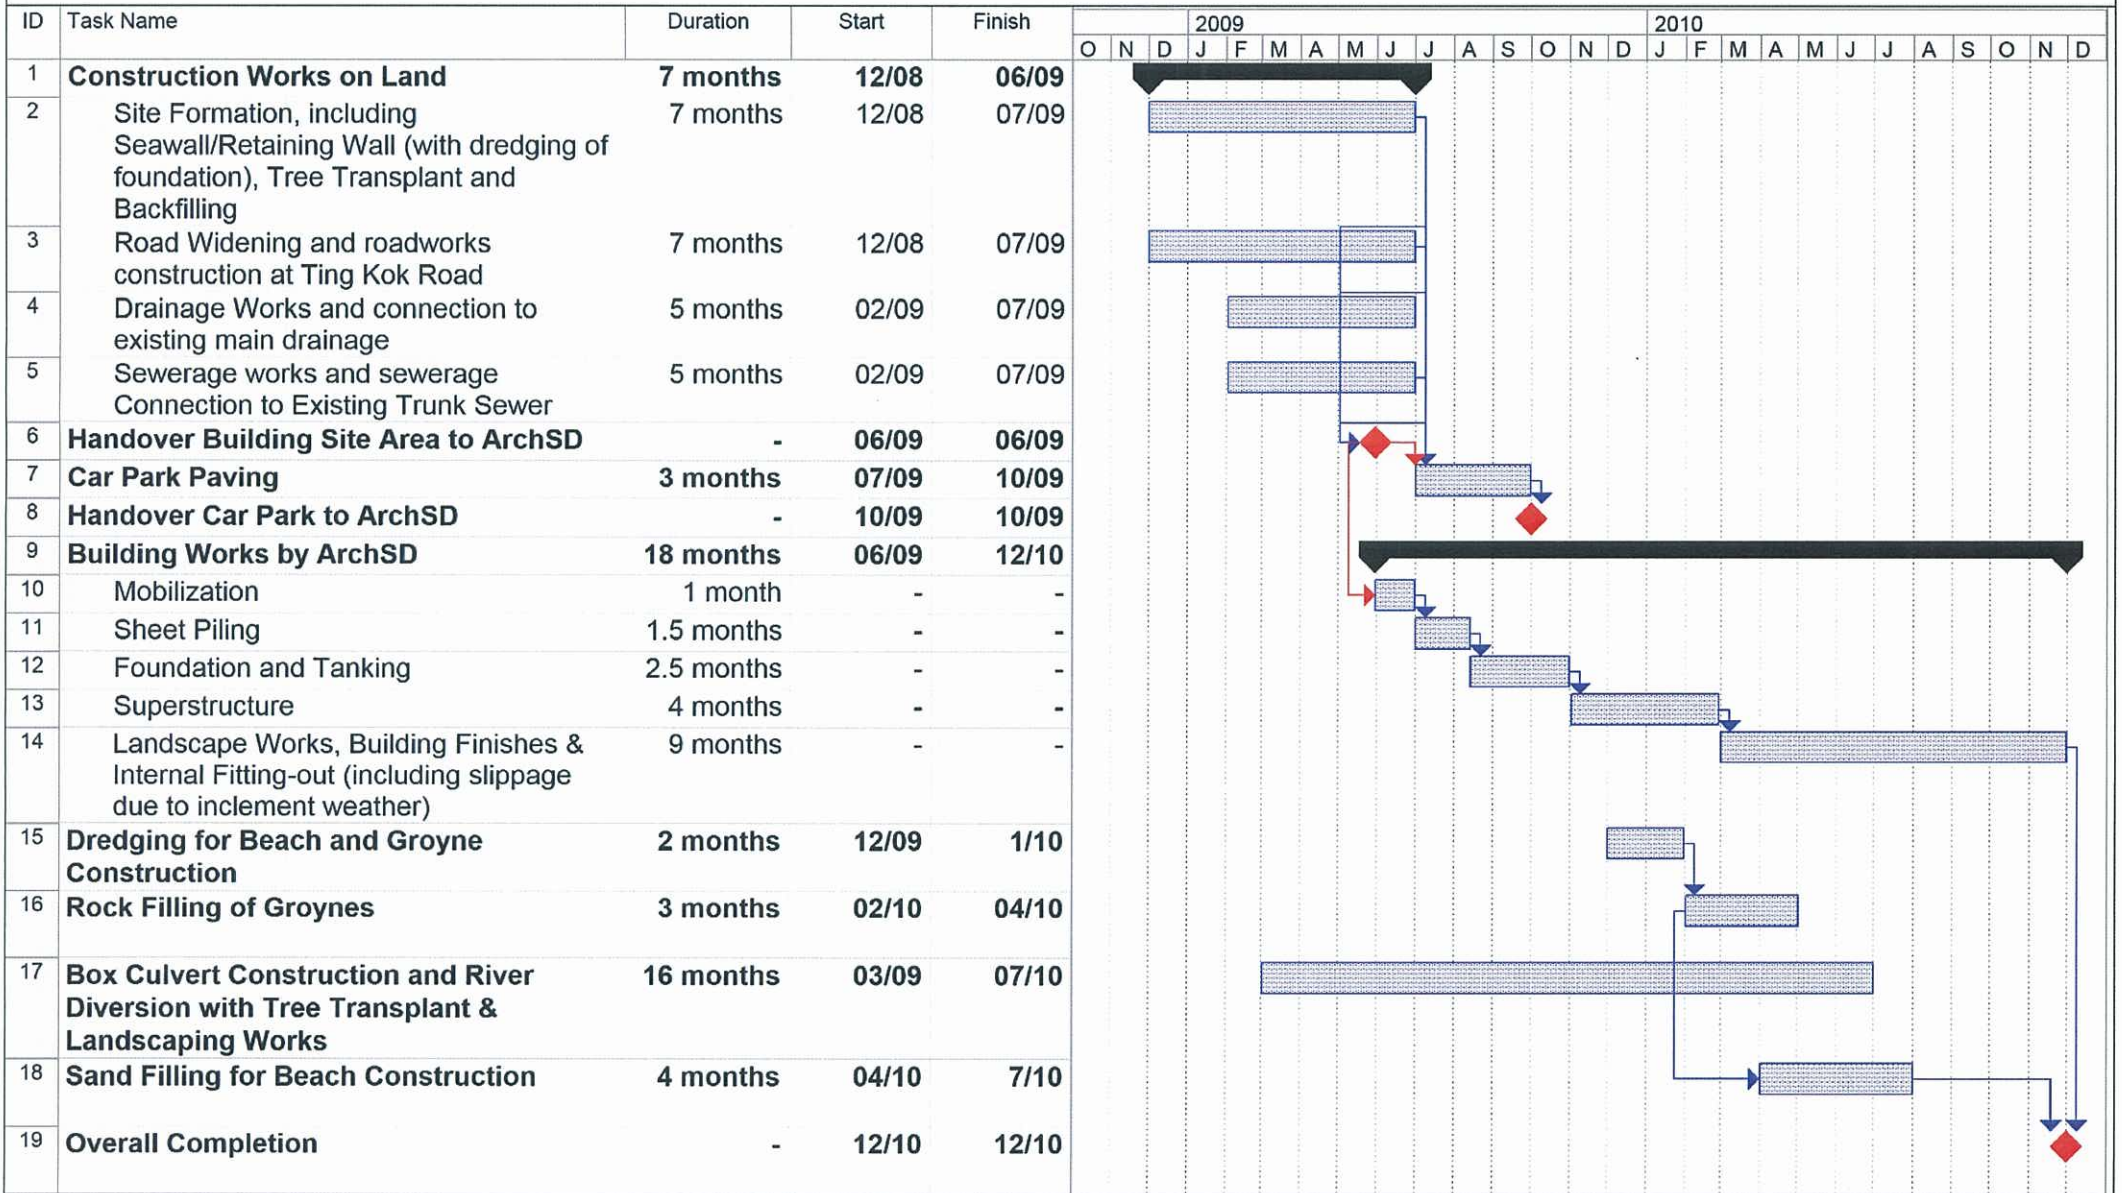 ID Task Name Duration Start Finish 2009 2010
O N D J F M A M J J A S O N D J F M A M J J A S O N D
1 Construction Works on Land 7 months 12/08 06/09
2 Site Formation, including 7 months 12/08 07/09
Seawall/Retaining Wall (with dredging of
foundation), Tree Transplant and
Backfilling
3 Road Widening and roadworks 7 months 12/08 07/09
construction at Ting Kok Road
4 Drainage Works and connection to 5 months 02/09 07/09
existing main drainage
5 Sewerage works and sewerage 5 months 02/09 07/09
Connection to Existing Trunk Sewer
6 Handover Building Site Area to ArchSD - 06/09 06/09
7 Car Park Paving 3 months 07/09 10/09
8 Handover Car Park to ArchSD - 10/09 10/09
9 Building Works by ArchSD 18 months 06/09 12/10
10 Mobilization 1 month - -
11 Sheet Piling 1.5 months - -
12 Foundation and Tanking 2.5 months - -
13 Superstructure 4 months - -
14 Landscape Works, Building Finishes & 9 months - -
Internal Fitting-out (including slippage
due to inclement weather)
15 Dredging for Beach and Groyne 2 months 12/09 1/10
Construction
16 Rock Filling of Groynes 3 months 02/10 04/10
17 Box Culvert Construction and River 16 months 03/09 07/10
Diversion with Tree Transplant &
Landscaping Works
18 Sand Filling for Beach Construction 4 months 04/10 7/10
19 Overall Completion - 12/10 12/10